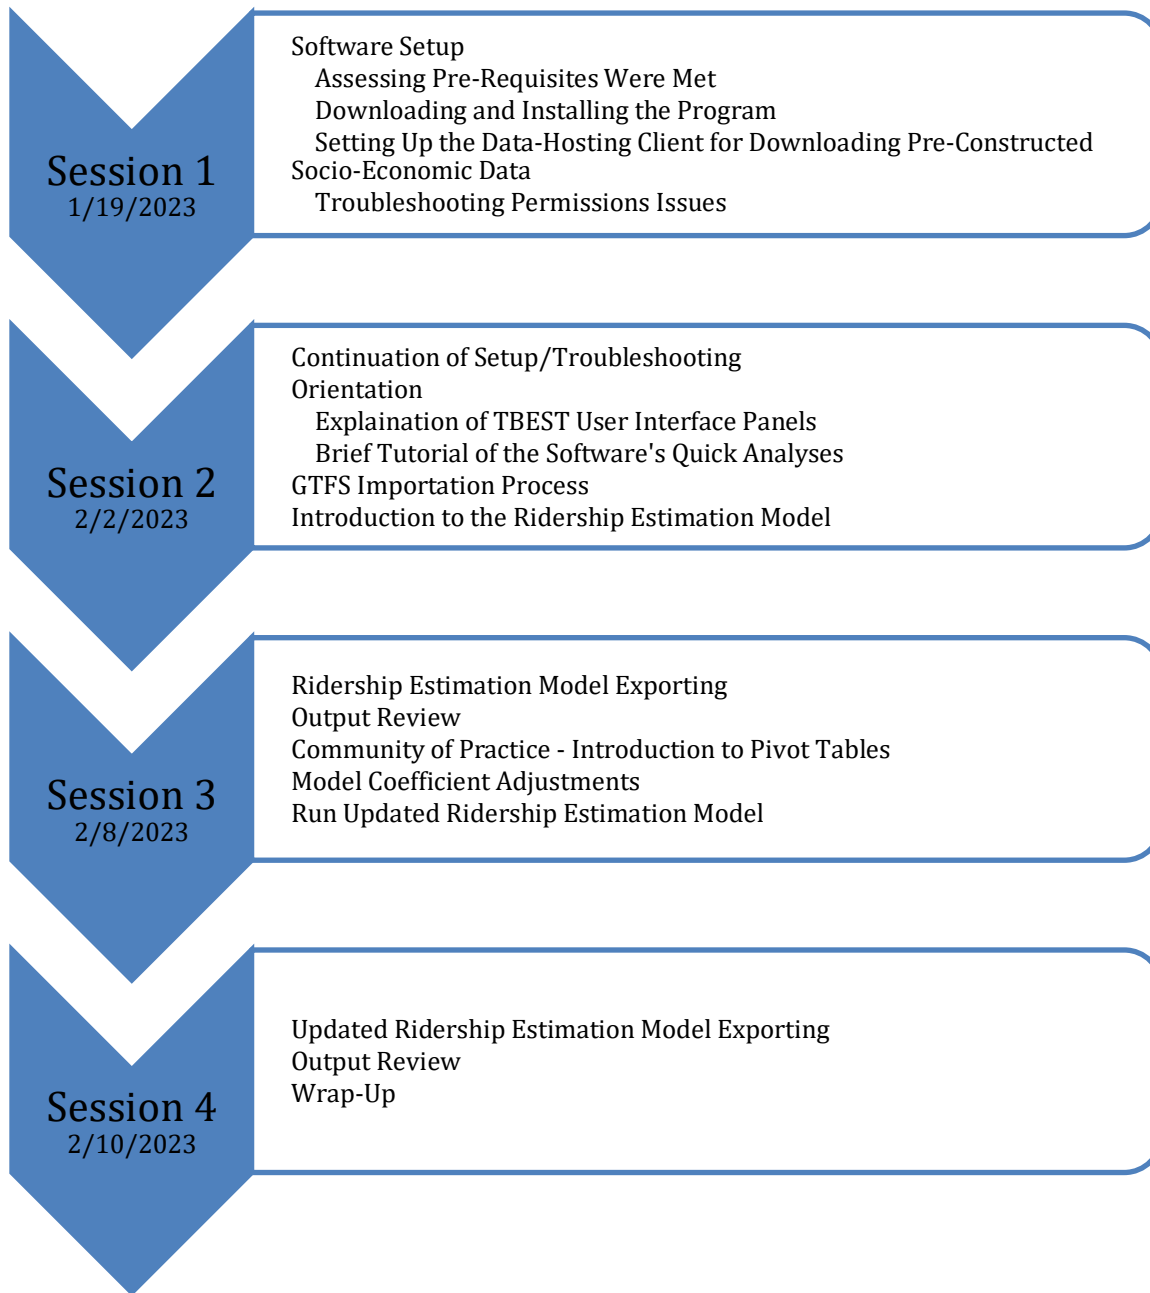 Session 1
1/19/2023
Software Setup
Assessing Pre-Requisites Were Met
Downloading and Installing the Program
Setting Up the Data-Hosting Client for Downloading Pre-Constructed
Socio-Economic Data
Troubleshooting Permissions Issues
Session 2
2/2/2023
Continuation of Setup/Troubleshooting
Orientation
Explaination of TBEST User Interface Panels
Brief Tutorial of the Software's Quick Analyses
GTFS Importation Process
Introduction to the Ridership Estimation Model
Session 3
2/8/2023
Ridership Estimation Model Exporting
Output Review
Community of Practice - Introduction to Pivot Tables
Model Coefficient Adjustments
Run Updated Ridership Estimation Model
Session 4
2/10/2023
Updated Ridership Estimation Model Exporting
Output Review
Wrap-Up